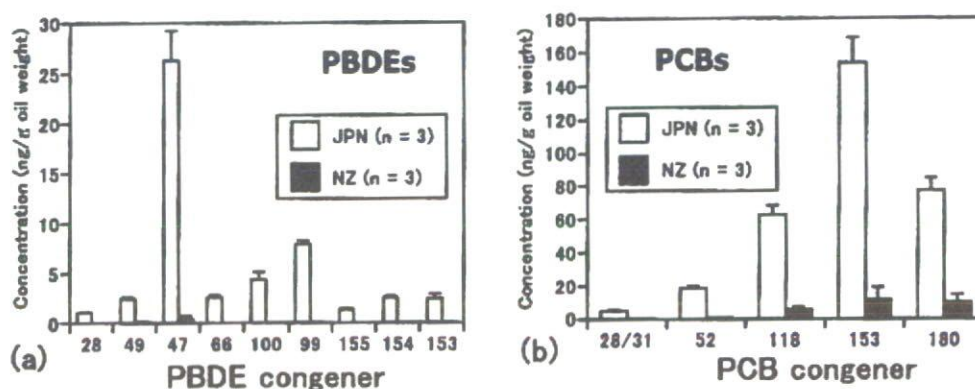 30
25
20
15
10
5
0
Concentration (ng/g oil weight)
PBDEs
JPN (n = 3)
NZ (n = 3)
28 49 47 66 100 99 155 154 153
(a)
PBDE congener
180
160
140
120
100
80
60
40
20
0
Concentration (ng/g oil weight)
PCBs
JPN (n = 3)
NZ (n = 3)
28/31 52 118 153 180
(b)
PCB congener